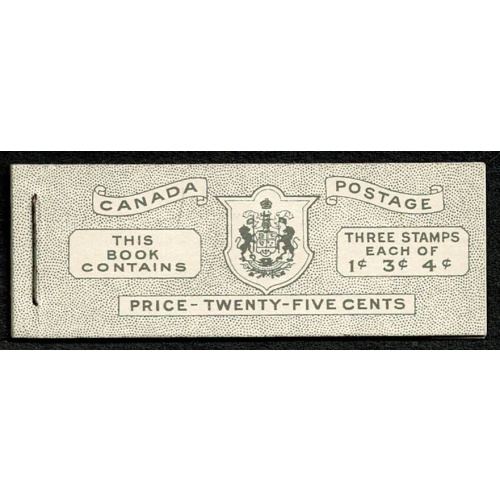 CANADA POSTAGE
THIS
BOOK
CONTAINS
THREE STAMPS
EACH OF
1¢ 3¢ 4¢
PRICE - TWENTY-FIVE CENTS